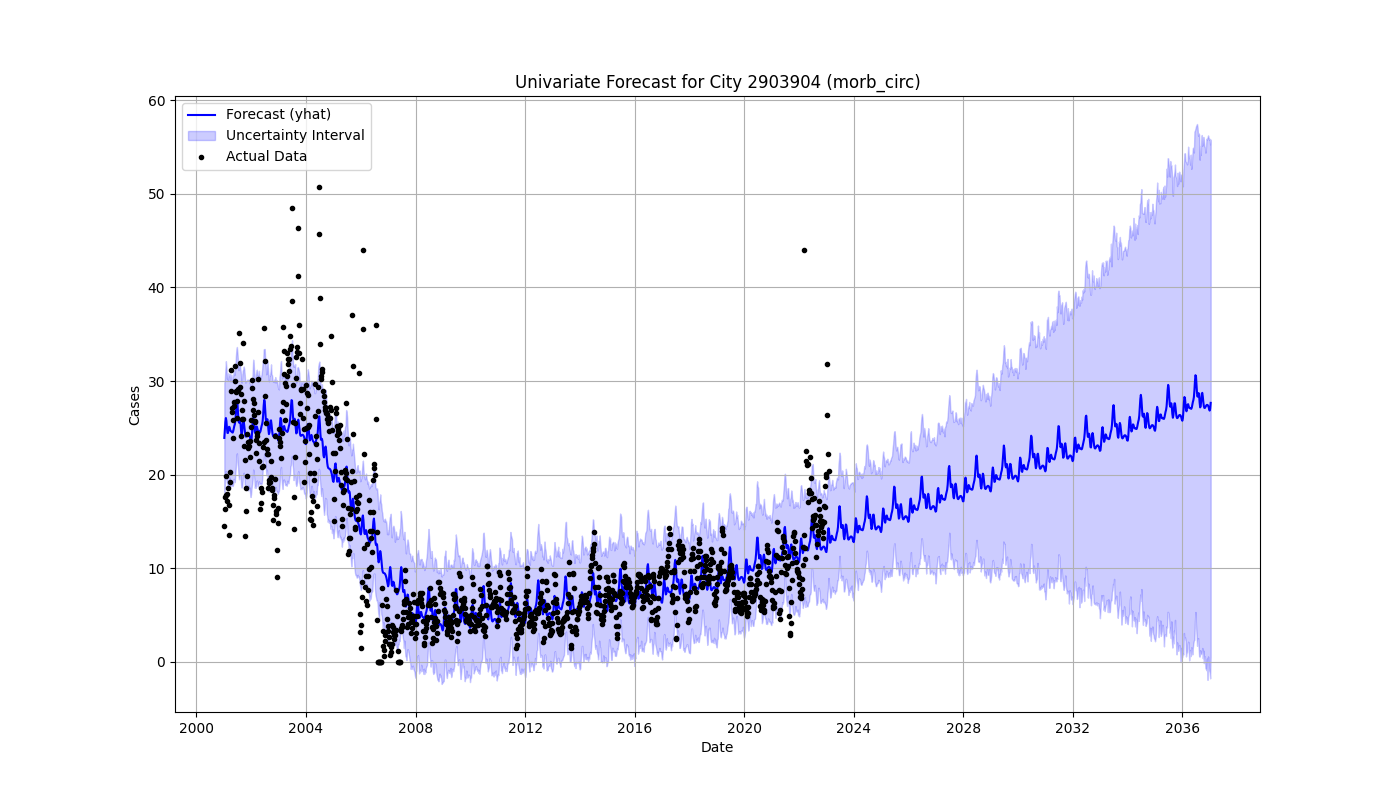 Univariate Forecast for City 2903904 (morb_circ)
Forecast (yhat)
Uncertainty Interval
Actual Data
60
50
40
30
20
10
0
Cases
2000
2004
2008
2012
2016
2020
2024
2028
2032
2036
Date